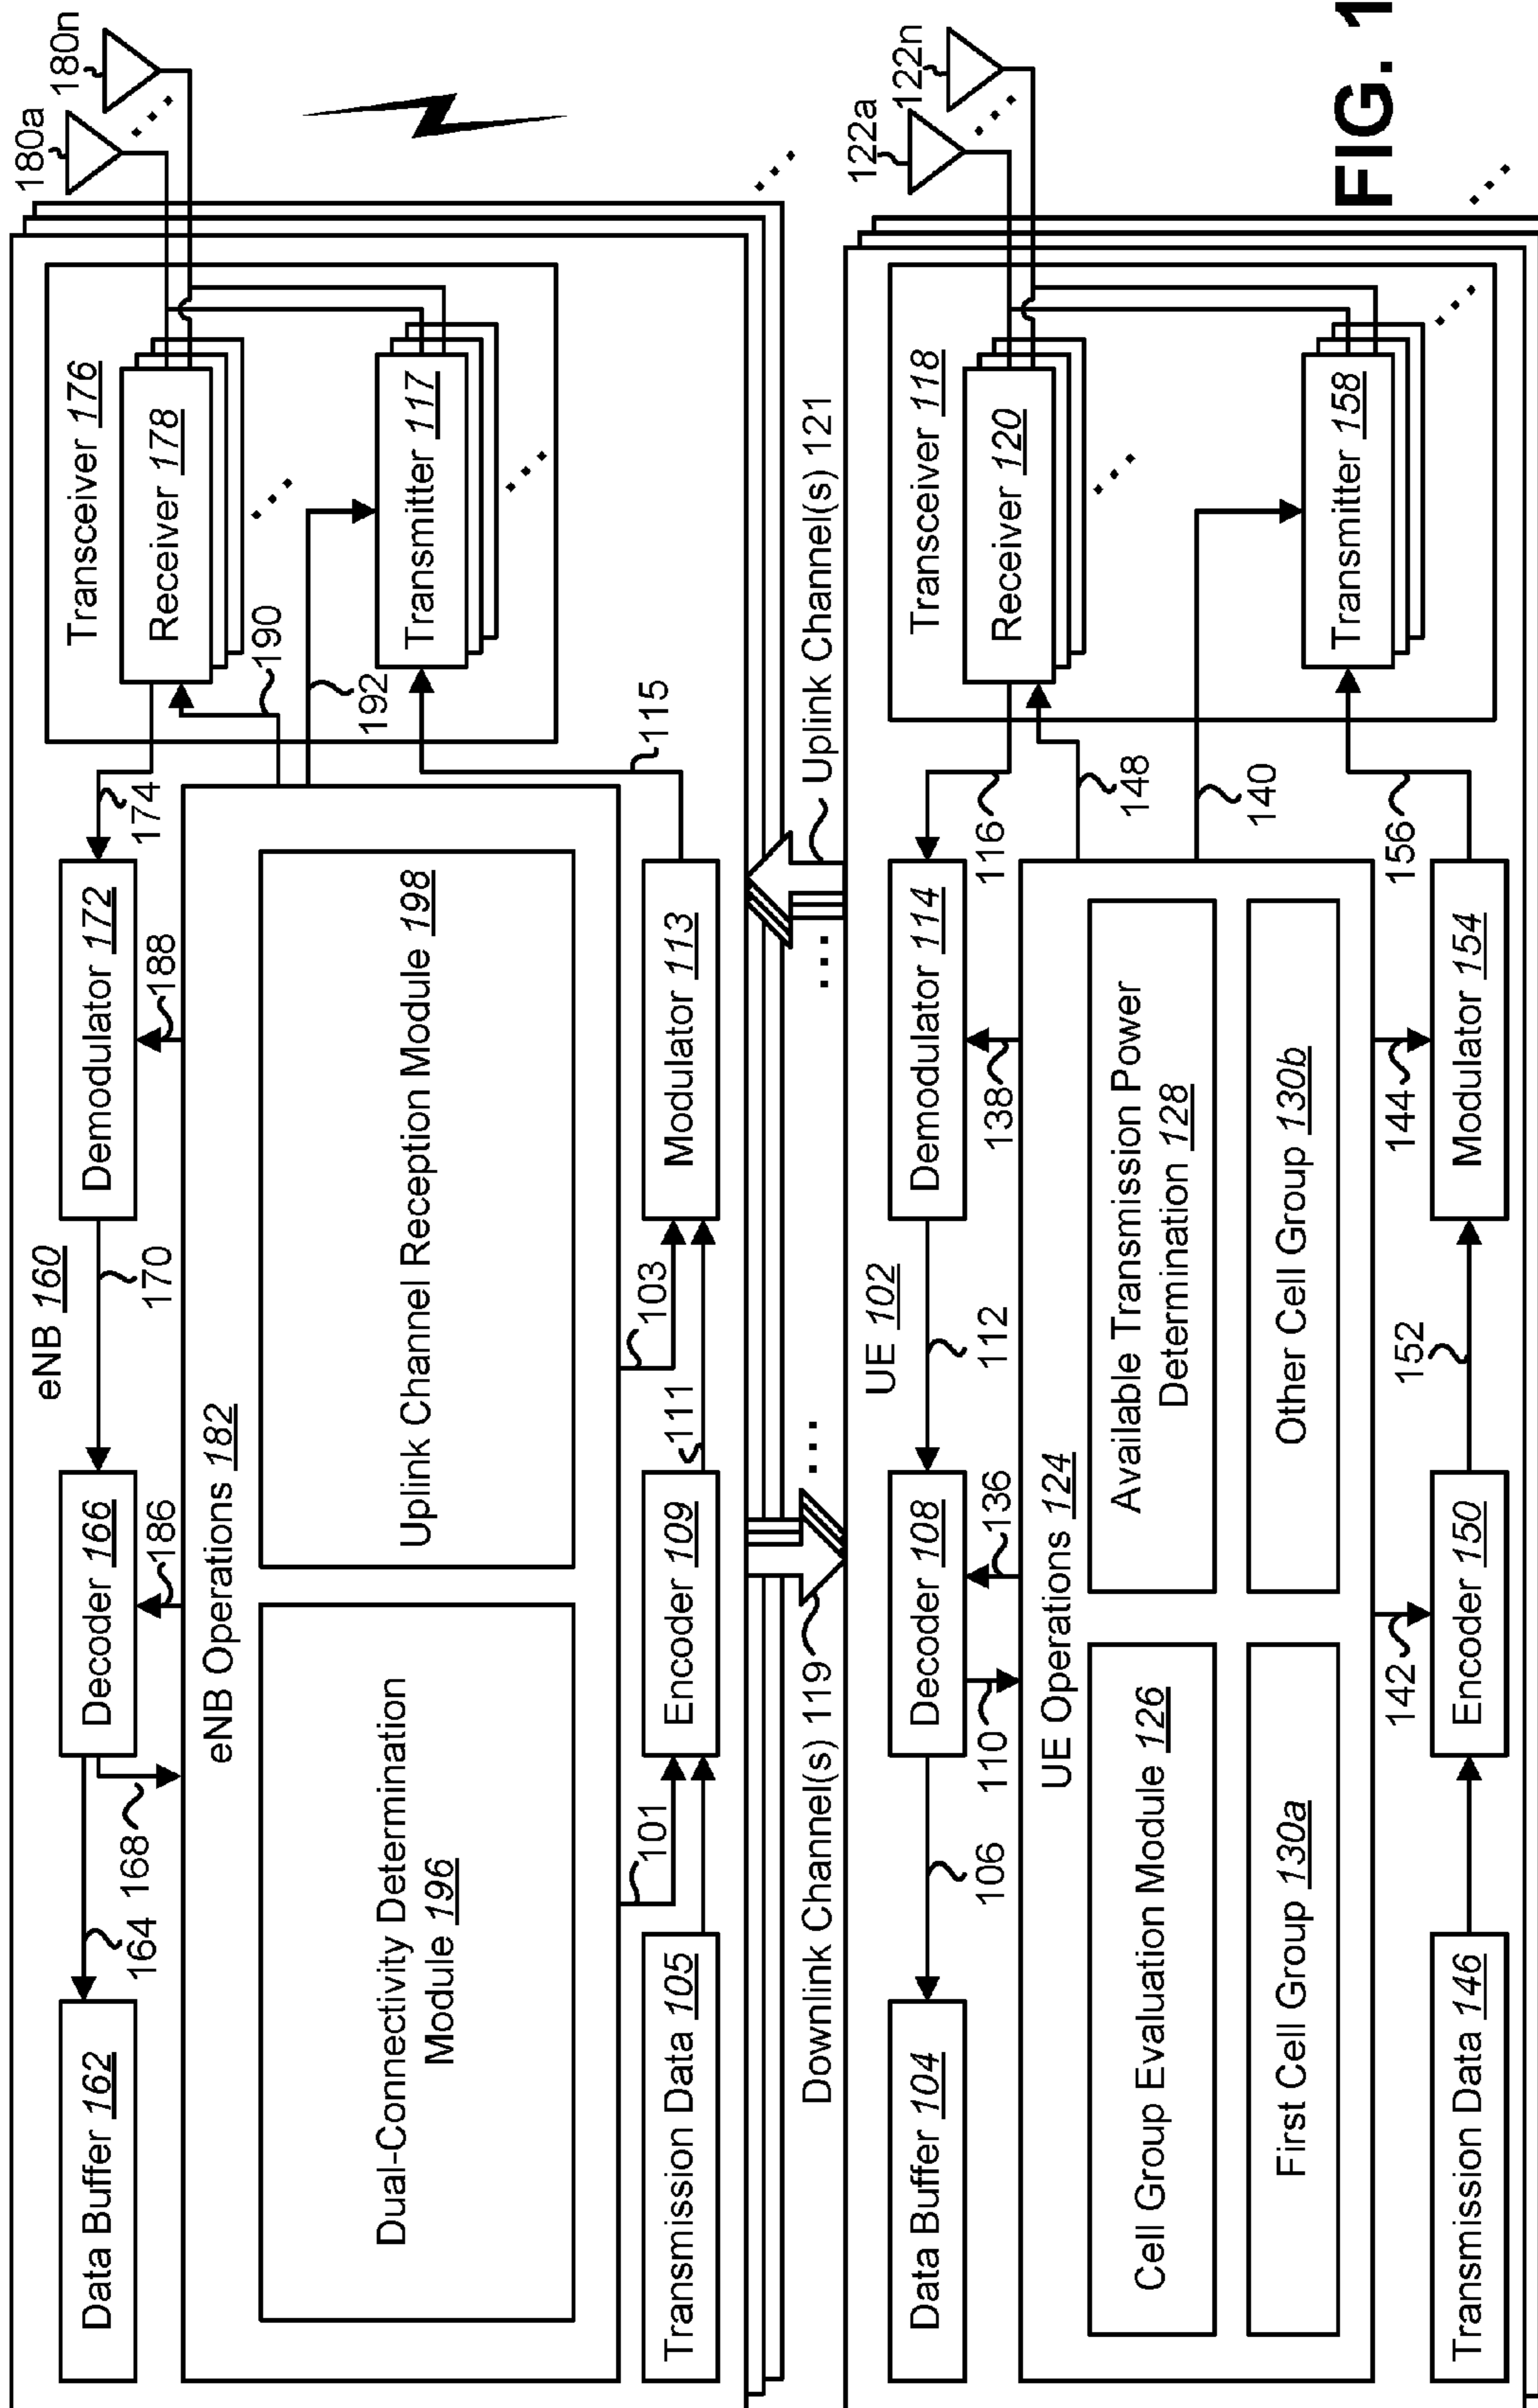 180a
180n
eNB 160
Transceiver 176
Data Buffer 162
164
Decoder 166
168
170
Demodulator 172
174
Receiver 178
186
188
190
eNB Operations 182
Dual-Connectivity Determination
Module 196
Uplink Channel Reception Module 198
192
Transmitter 117
101
103
115
Transmission Data 105
Encoder 109
111
Modulator 113
Downlink Channel(s) 119
...
...
Uplink Channel(s) 121
122a
122n
UE 102
Transceiver 118
Data Buffer 104
106
Decoder 108
112
Demodulator 114
116
Receiver 120
110
136
138
148
UE Operations 124
Cell Group Evaluation Module 126
Available Transmission Power
Determination 128
140
First Cell Group 130a
Other Cell Group 130b
Transmitter 158
142
144
156
Transmission Data 146
Encoder 150
152
Modulator 154
FIG. 1